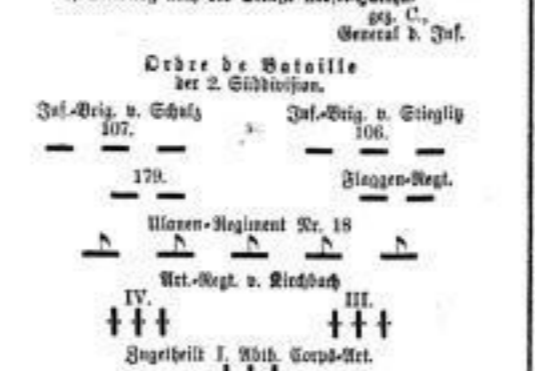 gez. C.,
General d. Inf.
Ordre de Bataille
der 2. Süddivision.
Inf.-Brig. v. Schulz Inf.-Brig. v. Stieglitz
107. 106.
179. Flaggen-Regt.
Ulanen-Regiment Nr. 18
Art.-Regt. v. Kirchbach
IV. III.
Zugetheilt I. Abth. Corps-Art.